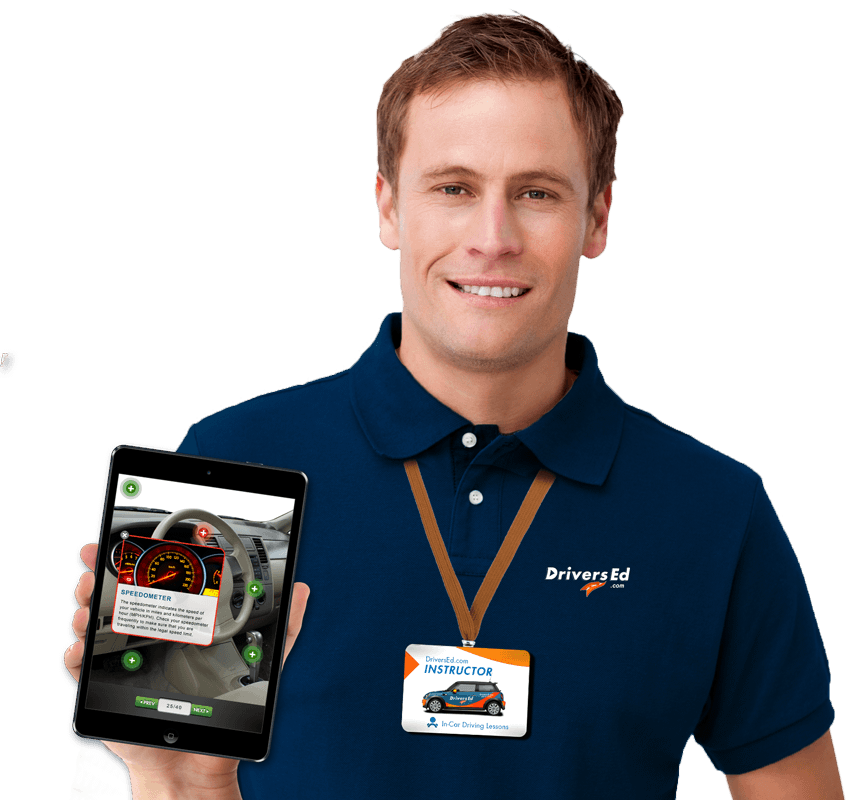 SPEEDOMETER
The speedometer indicates the speed of
your vehicle in miles and kilometers per
hour (MPH/KPH). Check your speedometer
frequently to make sure that you are
traveling within the legal speed limit.
PREV
25/40
NEXT
DriversEd
.com
DriversEd.com
INSTRUCTOR
DriversEd
In-Car Driving Lessons